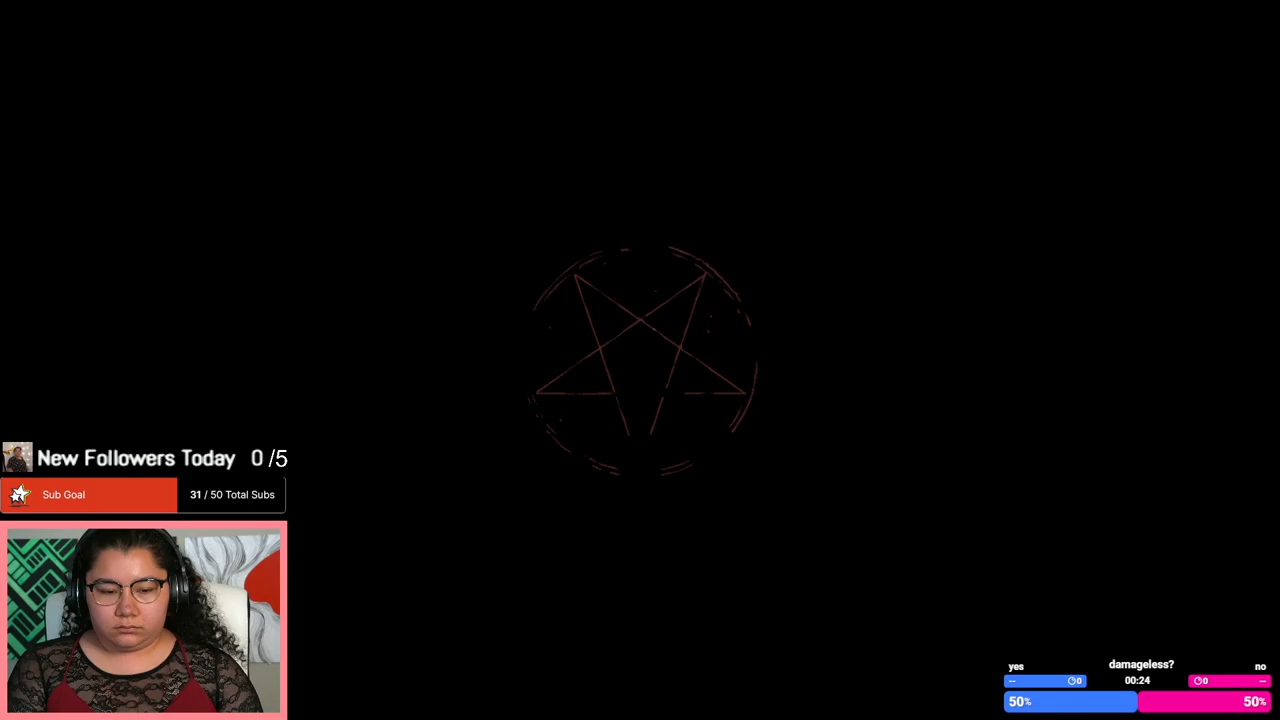 New Followers Today 0 /5
Sub Goal 31 / 50 Total Subs
yes damageless? no
-- 0 00:24 0 --
50% 50%